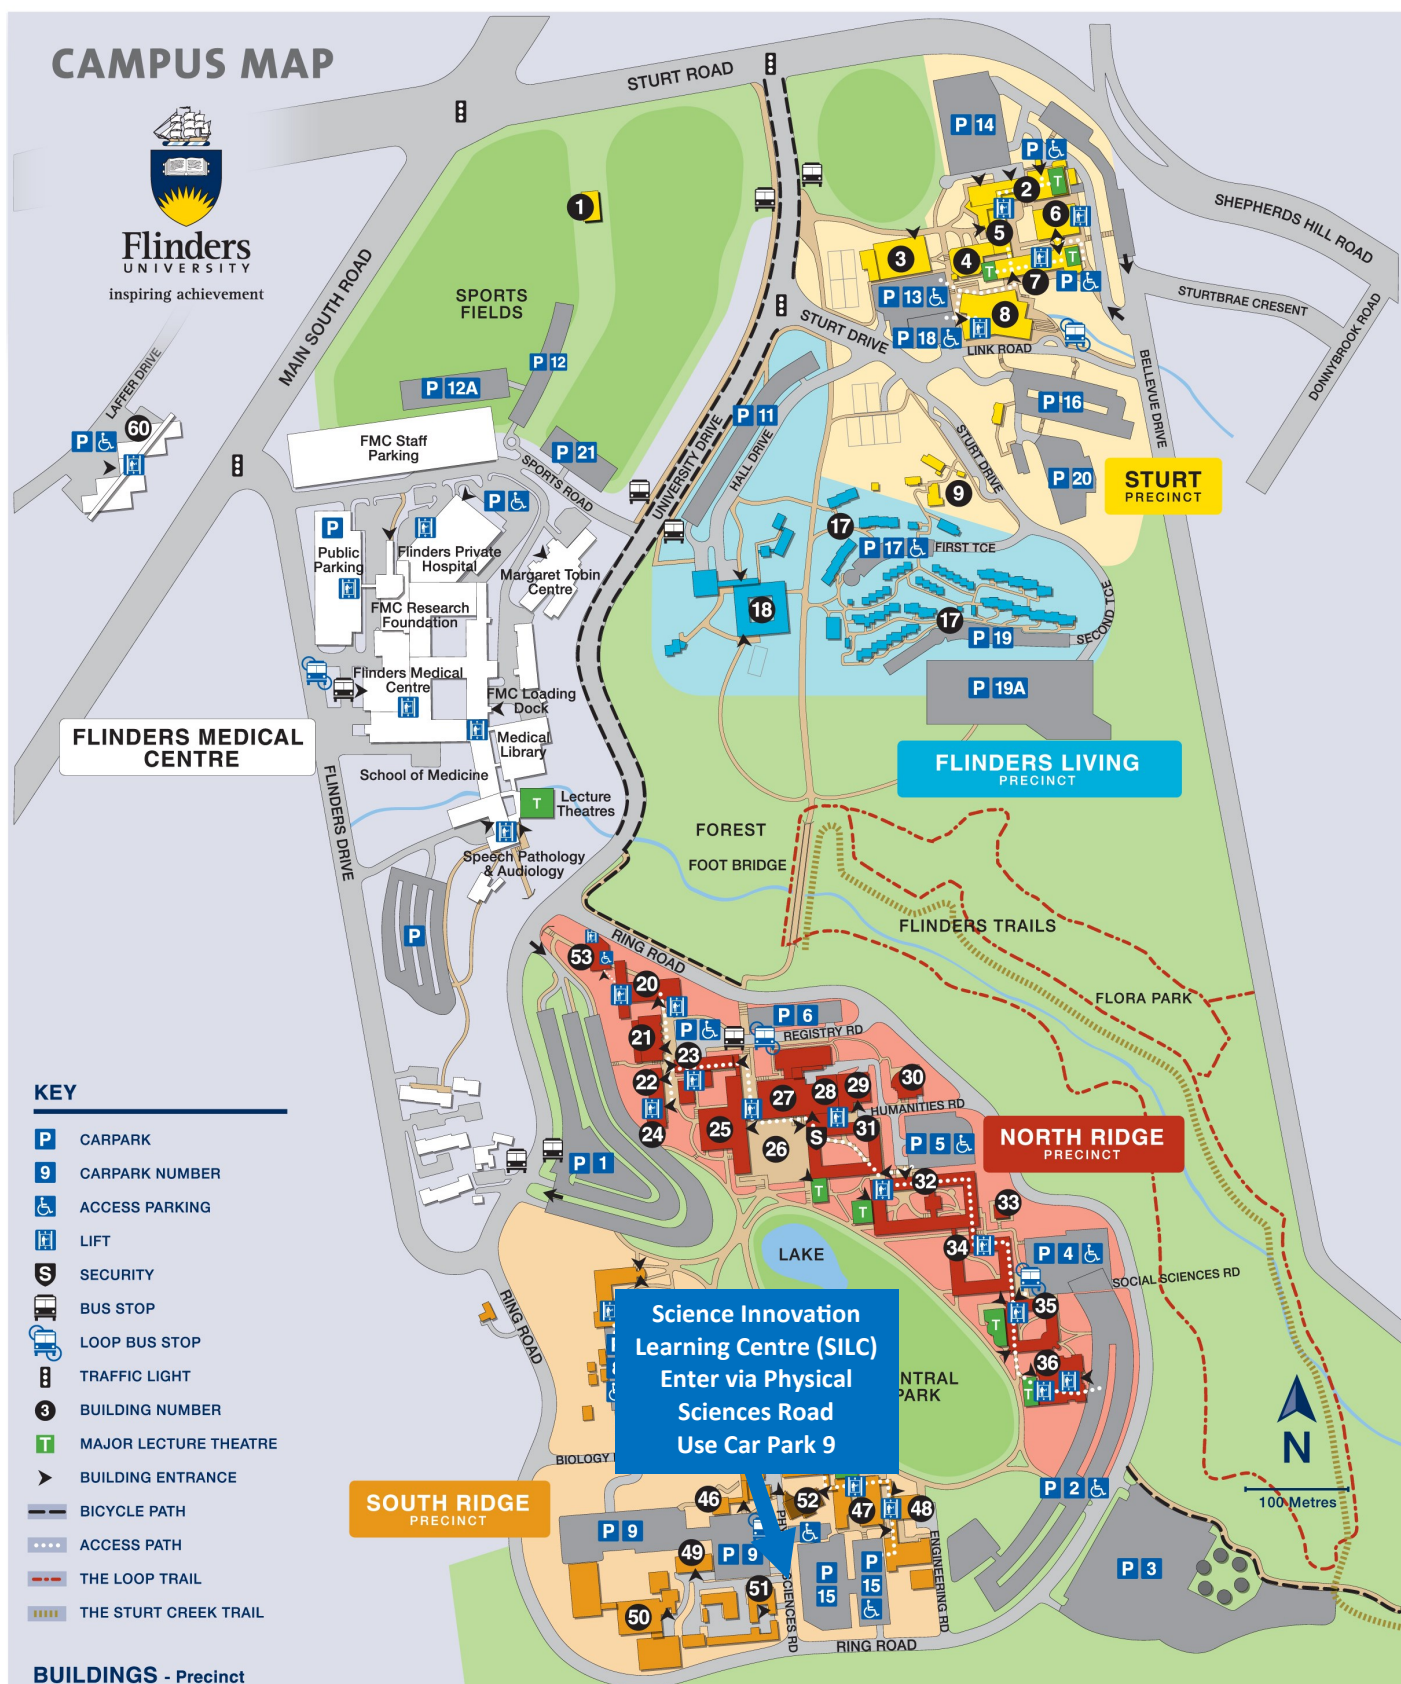 CAMPUS MAP
Flinders
UNIVERSITY
inspiring achievement
STURT ROAD
MAIN SOUTH ROAD
LAFFER DRIVE
SPORTS
FIELDS
1
P 12
P 12A
FMC Staff
Parking
P 21
SPORTS ROAD
UNIVERSITY DRIVE
60
P
P 14
P
T
2
6
5
3
4
T
T
7
P
P 13
8
P 18
LINK ROAD
STURT DRIVE
SHEPHERDS HILL ROAD
STURTBRAE CRESENT
DONNYBROOK ROAD
BELLEVUE DRIVE
P 11
HALL DRIVE
P 16
STURT DRIVE
P 20
9
STURT
PRECINCT
17
P 17
FIRST TCE
18
17
P 19
SECOND TCE
P 19A
FLINDERS LIVING
PRECINCT
P
Public
Parking
P
Flinders Private
Hospital
Margaret Tobin
Centre
FMC Research
Foundation
Flinders Medical
Centre
FMC Loading
Dock
Medical
Library
School of Medicine
T
Lecture
Theatres
Speech Pathology
& Audiology
FLINDERS MEDICAL
CENTRE
FLINDERS DRIVE
P
FOREST
FOOT BRIDGE
FLINDERS TRAILS
FLORA PARK
RING ROAD
53
20
P 6
REGISTRY RD
21
P
23
22
24
25
26
27
28
29
30
HUMANITIES RD
31
S
P 5
32
33
T
T
34
P 4
SOCIAL SCIENCES RD
35
T
36
T
NORTH RIDGE
PRECINCT
P 1
LAKE
RING ROAD
Science Innovation
Learning Centre (SILC)
Enter via Physical
Sciences Road
Use Car Park 9
NTRAL
PARK
BIOLOGY
SOUTH RIDGE
PRECINCT
46
52
47
48
P 9
P 9
49
50
51
SCIENCES RD
P
15
P
15
ENGINEERING RD
RING ROAD
P 2
P 3
N
100 Metres
KEY
P CARPARK
9 CARPARK NUMBER
ACCESS PARKING
LIFT
S SECURITY
BUS STOP
LOOP BUS STOP
TRAFFIC LIGHT
3 BUILDING NUMBER
T MAJOR LECTURE THEATRE
BUILDING ENTRANCE
BICYCLE PATH
ACCESS PATH
THE LOOP TRAIL
THE STURT CREEK TRAIL
BUILDINGS - Precinct